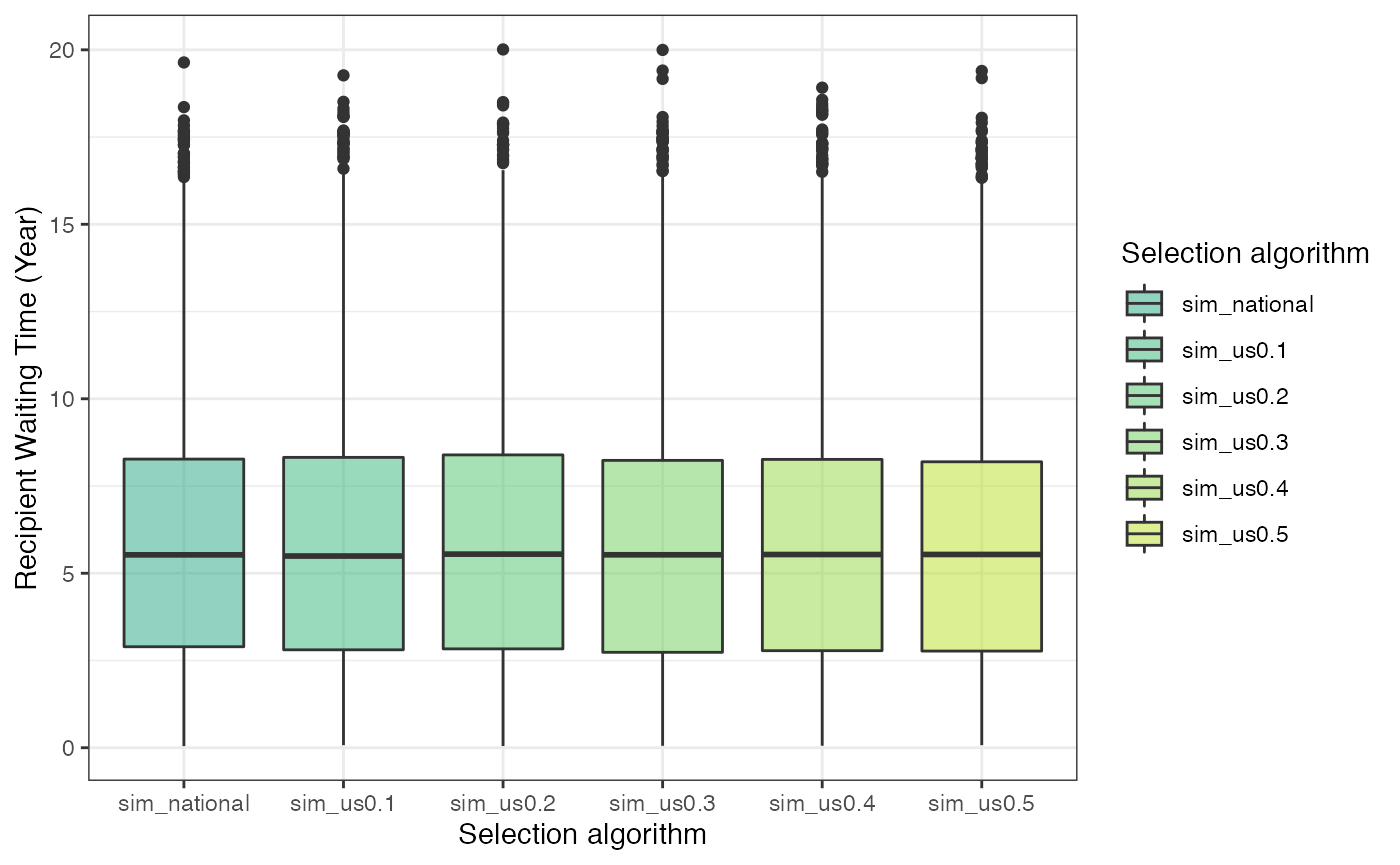 Recipient Waiting Time (Year)
20
15
10
5
0
sim_national sim_us0.1 sim_us0.2 sim_us0.3 sim_us0.4 sim_us0.5
Selection algorithm
Selection algorithm
sim_national
sim_us0.1
sim_us0.2
sim_us0.3
sim_us0.4
sim_us0.5